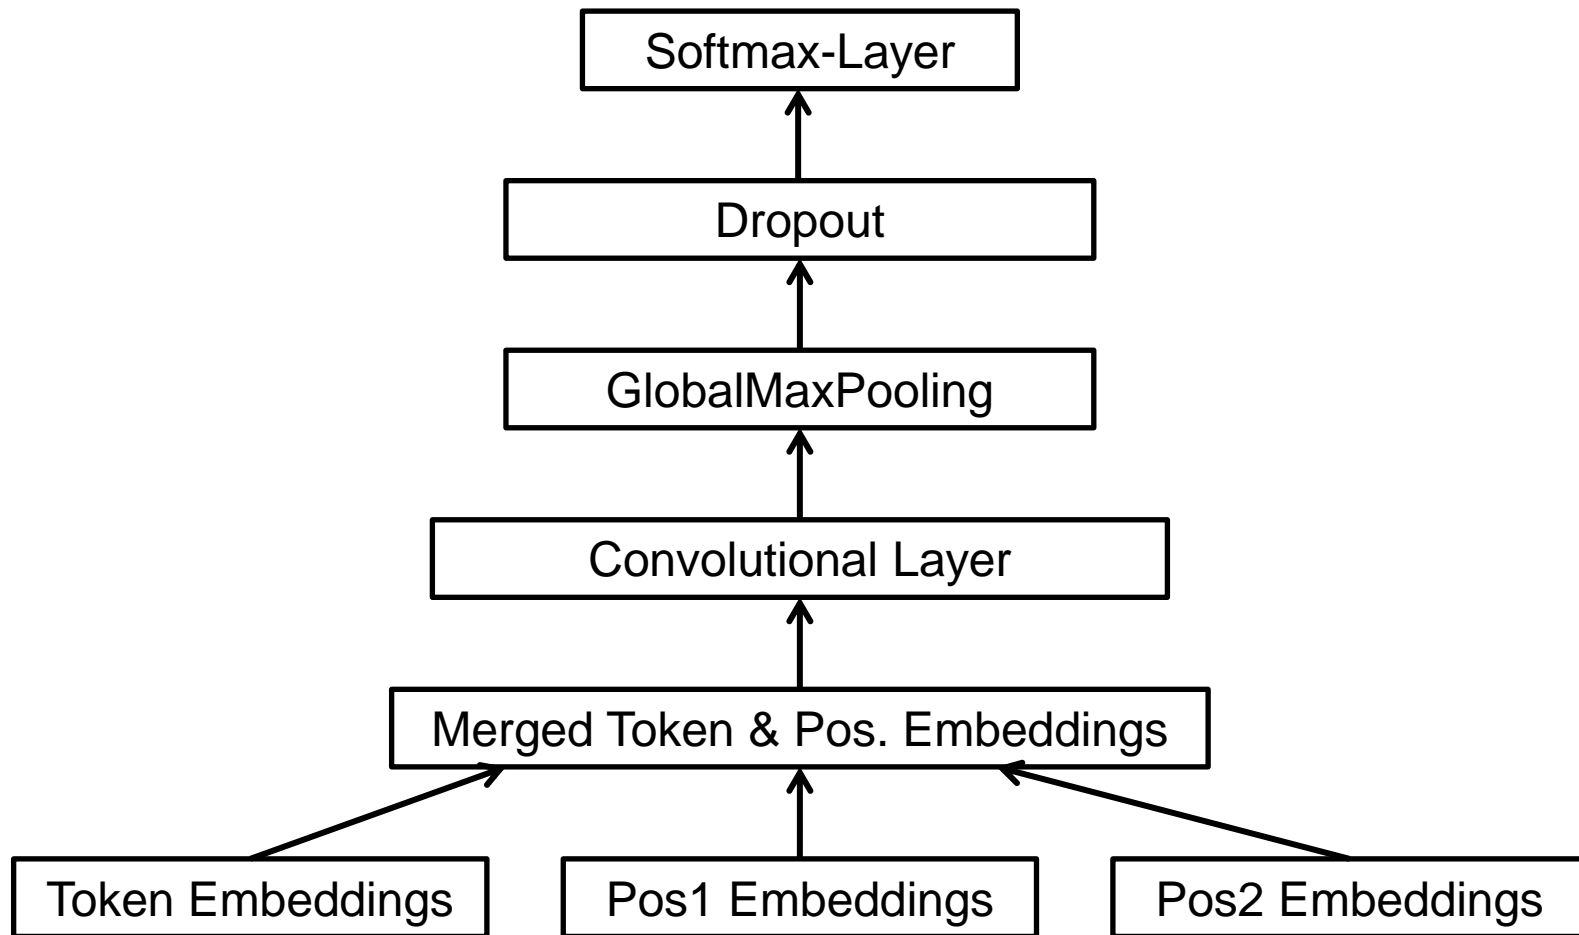 Softmax-Layer
Dropout
GlobalMaxPooling
Convolutional Layer
Merged Token & Pos. Embeddings
Token Embeddings
Pos1 Embeddings
Pos2 Embeddings